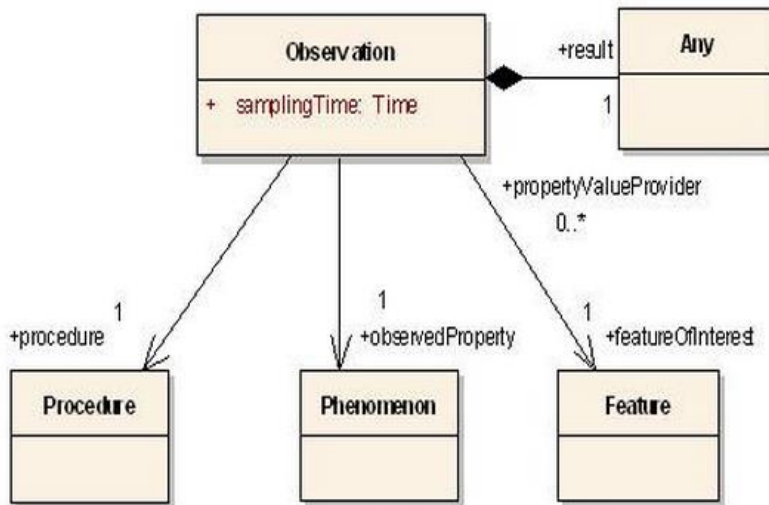 Observation
+ samplingTime: Time
+result
1
Any
+propertyValueProvider
0..*
1
+procedure
1
+observedProperty
1
+featureOfInterest
Procedure
Phenomenon
Feature